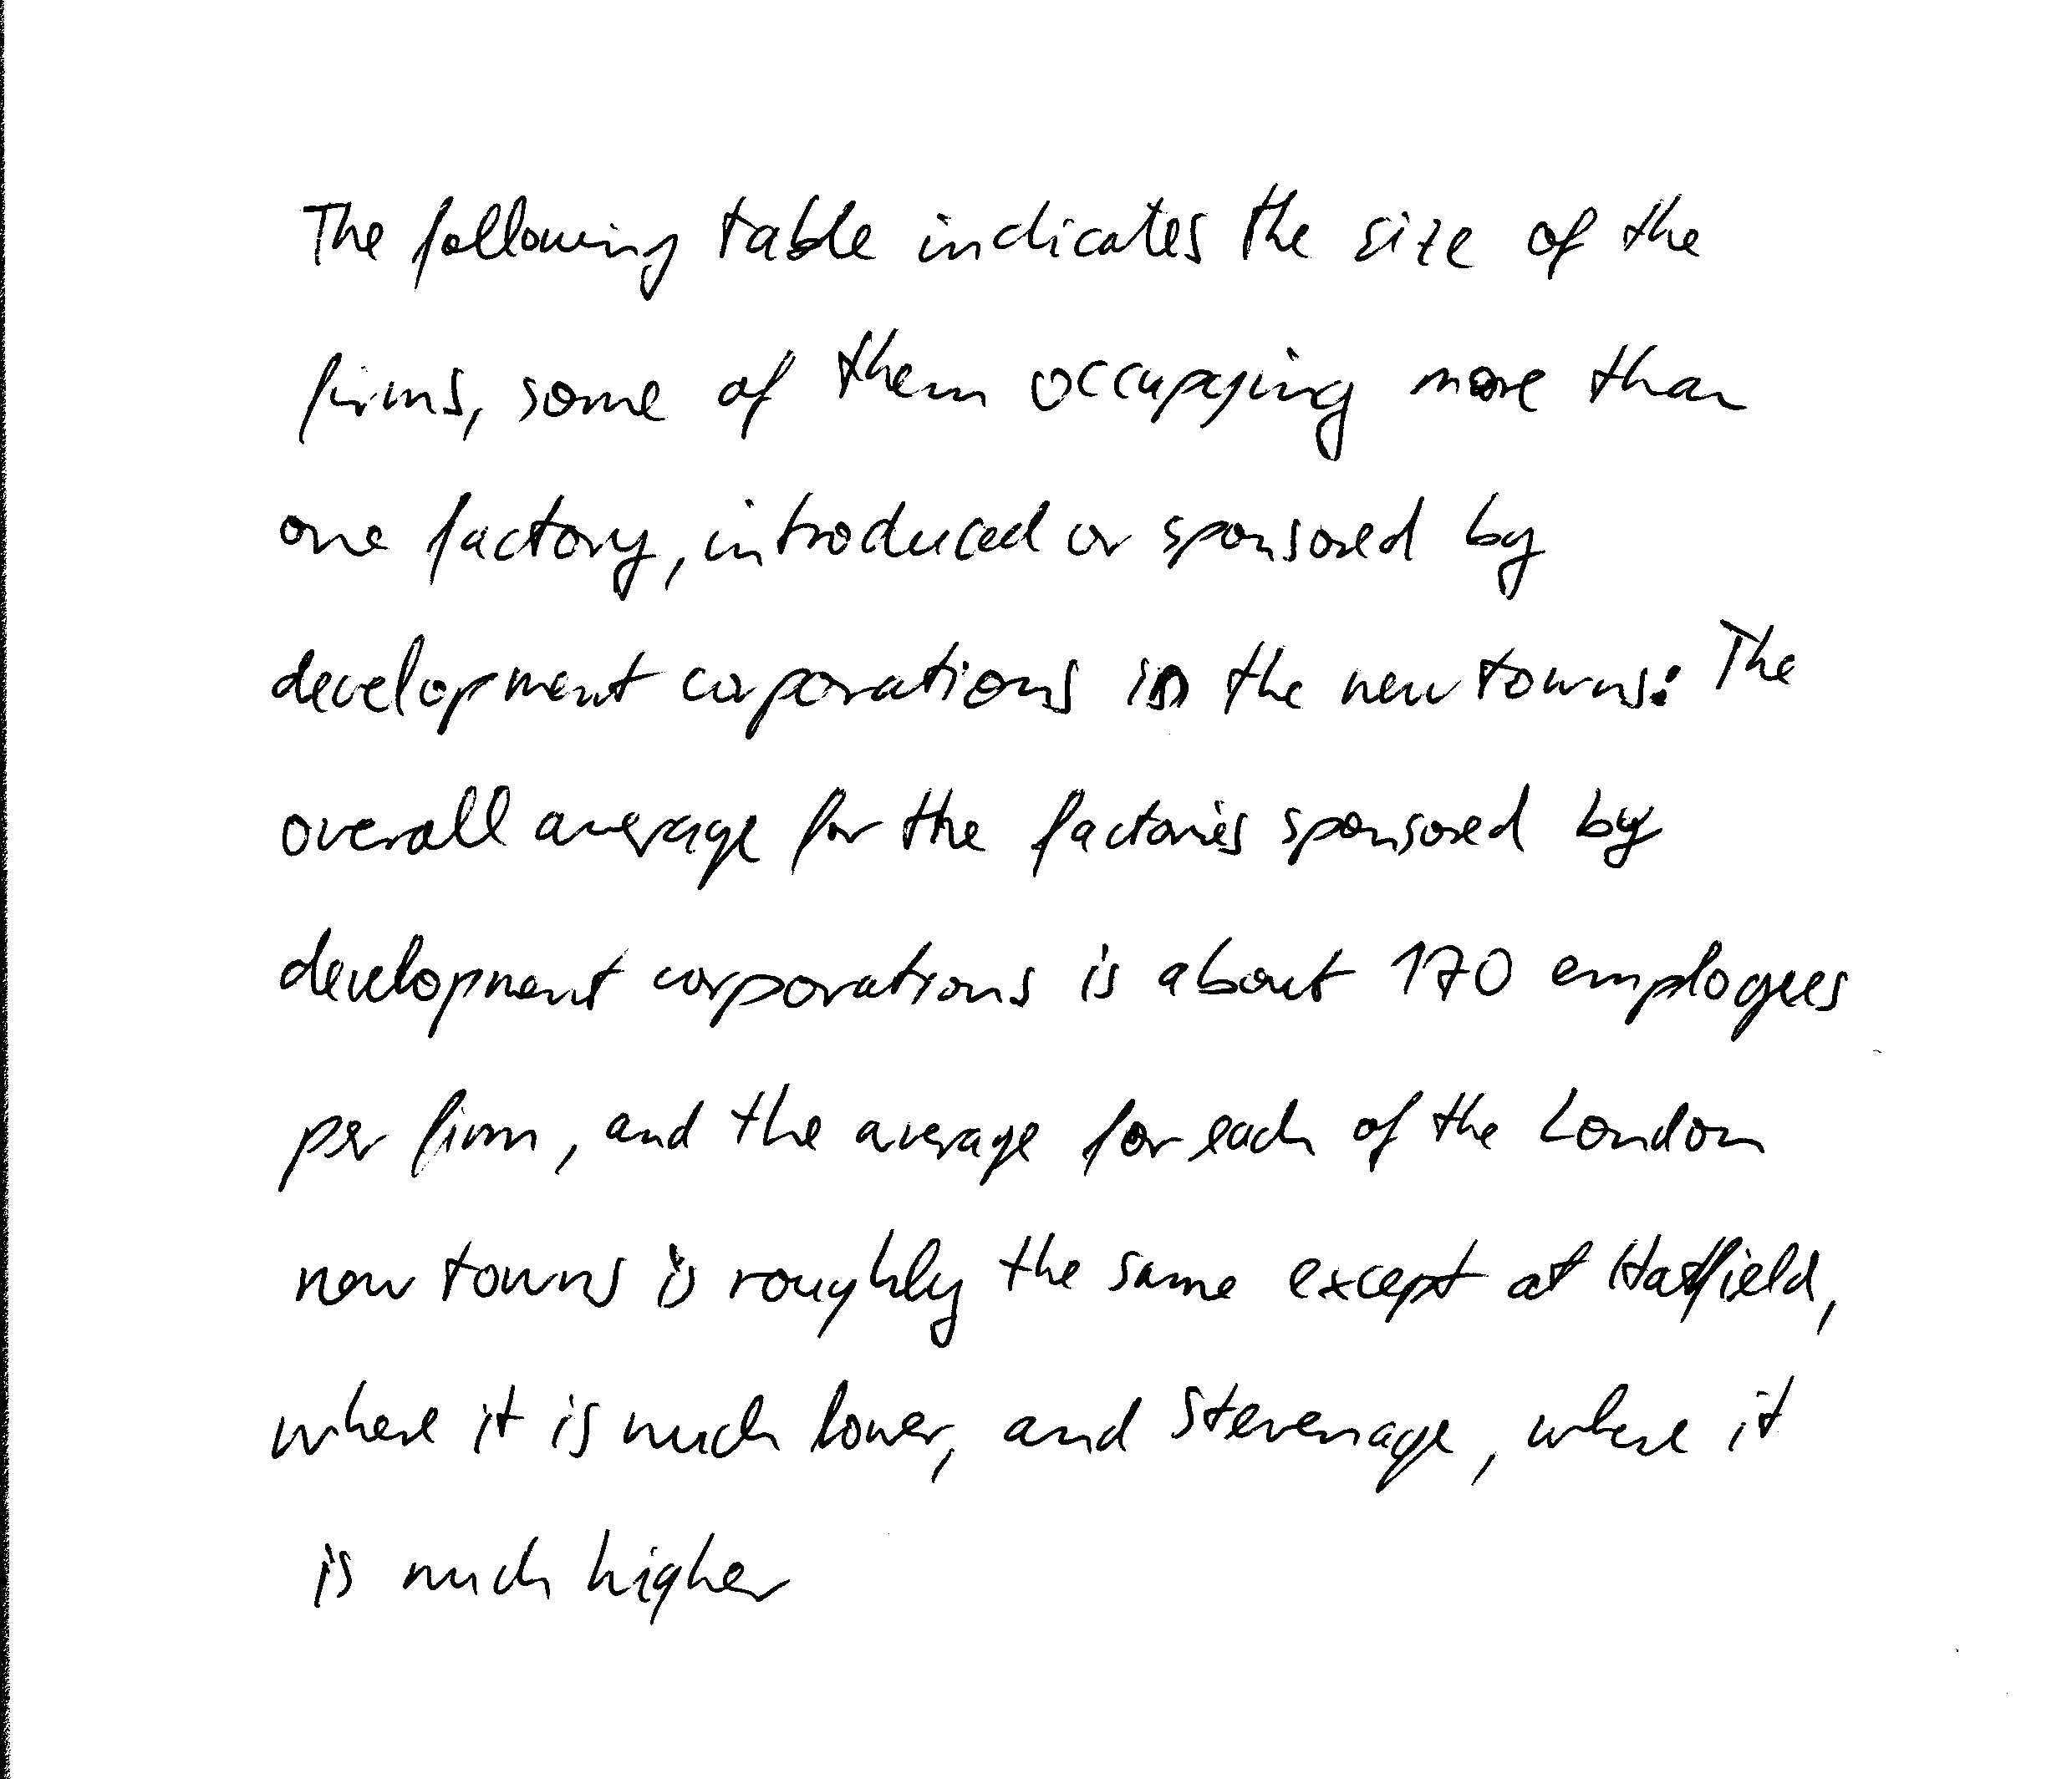 The following table indicates the size of the
firms, some of them occupying more than
one factory, introduced or sponsored by
development corporations in the new towns: The
overall average for the factories sponsored by
development corporations is about 170 employees
per firm, and the average for each of the London
new towns is roughly the same except at Hatfield,
where it is much lower, and Stevenage, where it
is much higher